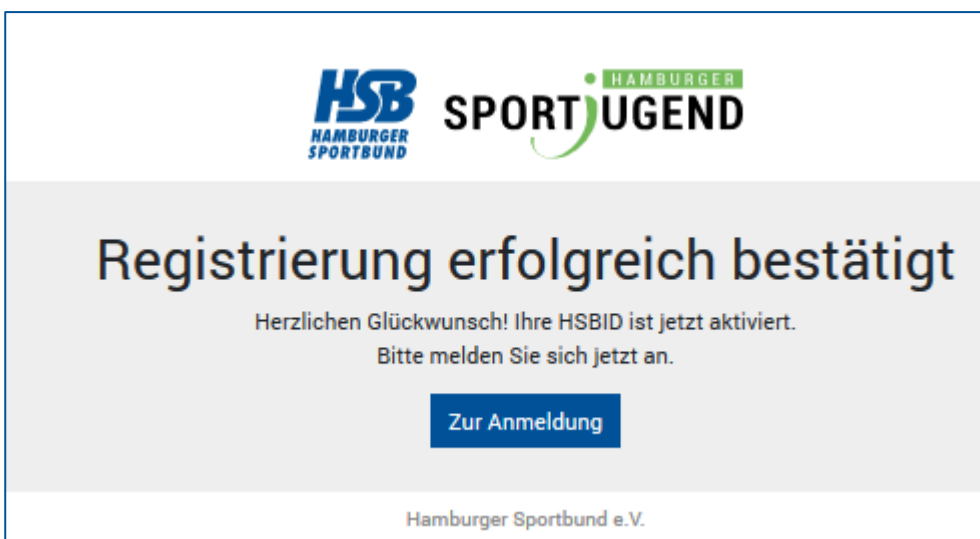 HSB
HAMBURGER
SPORTBUND
HAMBURGER
SPORTJUGEND
Registrierung erfolgreich bestätigt
Herzlichen Glückwunsch! Ihre HSBID ist jetzt aktiviert.
Bitte melden Sie sich jetzt an.
Zur Anmeldung
Hamburger Sportbund e.V.